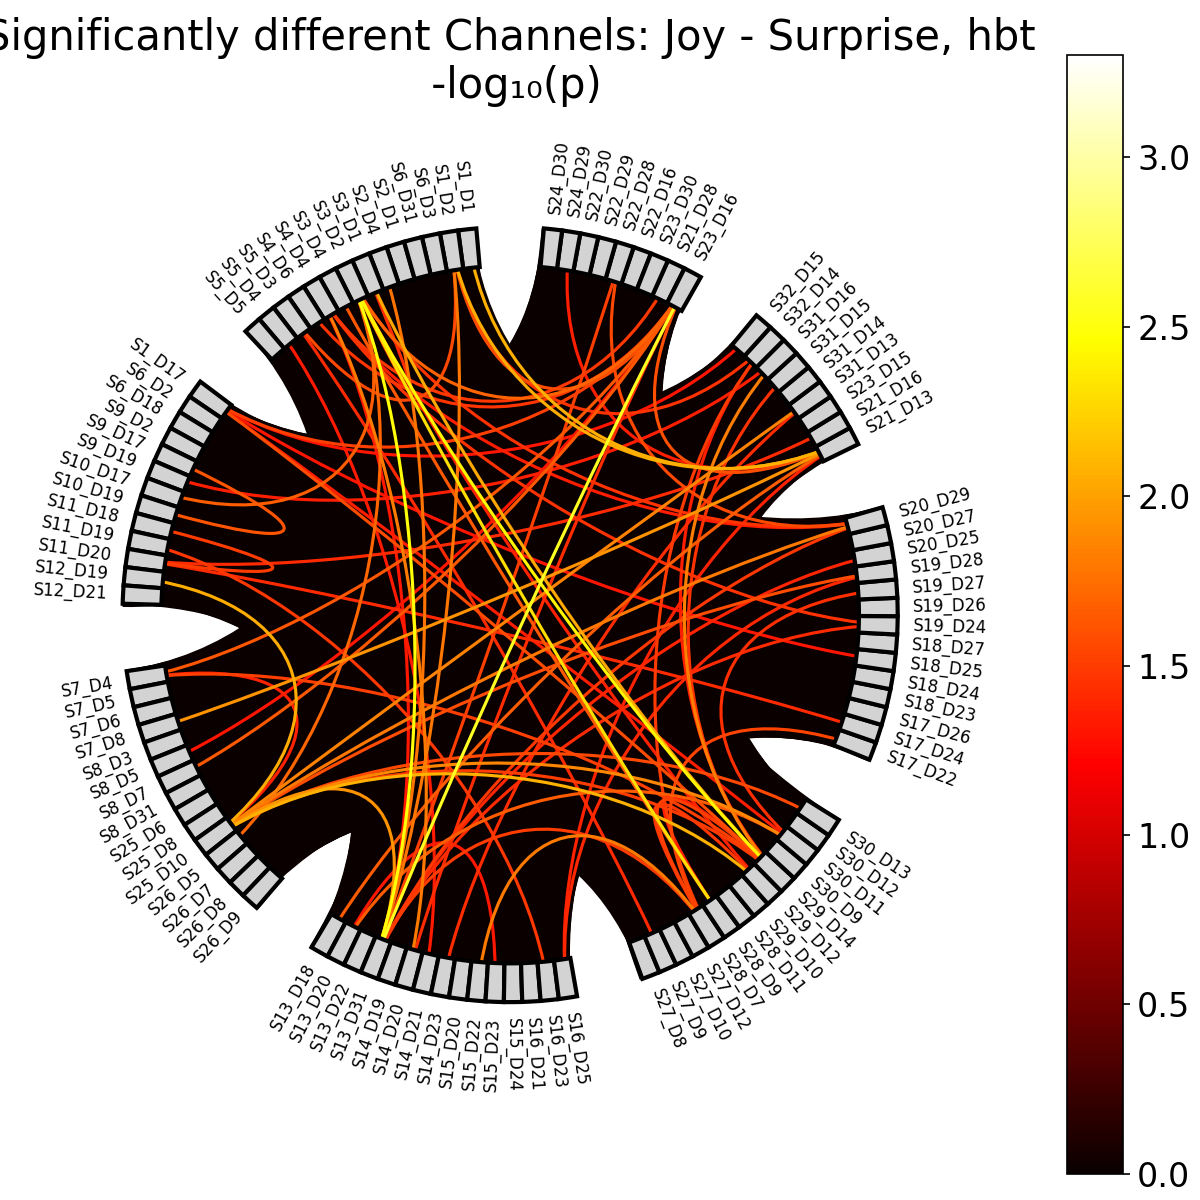 Significantly different Channels: Joy - Surprise, hbt
-log₁₀(p)
S1_D1
S1_D2
S6_D3
S6_D31
S2_D1
S2_D4
S3_D1
S3_D2
S3_D4
S4_D4
S4_D6
S5_D3
S5_D4
S5_D5
S1_D17
S6_D2
S6_D18
S9_D2
S9_D17
S9_D19
S10_D17
S10_D19
S11_D18
S11_D19
S11_D20
S12_D19
S12_D21
S7_D4
S7_D5
S7_D6
S7_D8
S8_D3
S8_D5
S8_D7
S8_D31
S25_D6
S25_D8
S25_D10
S26_D5
S26_D7
S26_D8
S26_D9
S13_D18
S13_D20
S13_D22
S13_D31
S14_D19
S14_D20
S14_D21
S14_D23
S15_D20
S15_D22
S15_D23
S15_D24
S16_D21
S16_D23
S16_D25
S27_D8
S27_D9
S27_D10
S27_D12
S28_D7
S28_D9
S28_D11
S29_D10
S29_D12
S29_D14
S30_D9
S30_D11
S30_D12
S30_D13
S17_D22
S17_D24
S17_D26
S18_D23
S18_D24
S18_D25
S18_D27
S19_D24
S19_D26
S19_D27
S19_D28
S20_D25
S20_D27
S20_D29
S21_D13
S21_D16
S23_D15
S31_D13
S31_D14
S31_D15
S31_D16
S32_D14
S32_D15
S23_D16
S21_D28
S23_D30
S22_D16
S22_D28
S22_D29
S22_D30
S24_D29
S24_D30
3.0
2.5
2.0
1.5
1.0
0.5
0.0